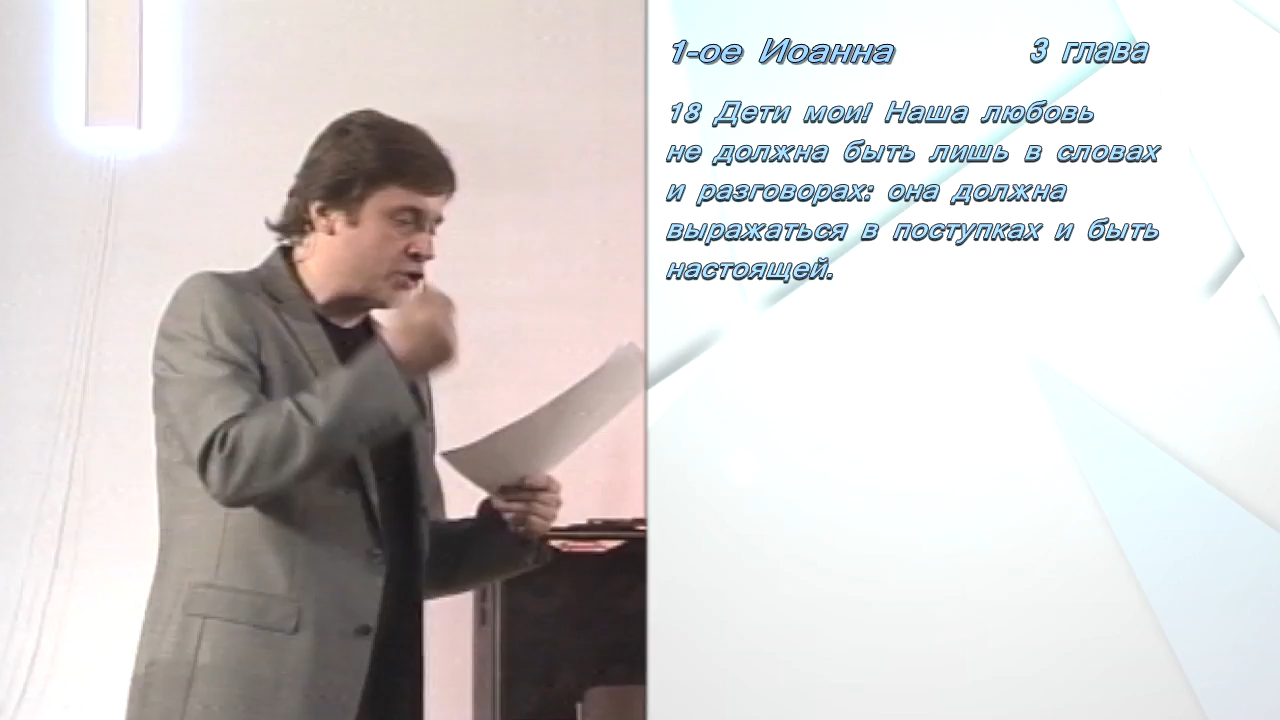 1-ое Иоанна 3 глава
18 Дети мои! Наша любовь
не должна быть лишь в словах
и разговорах: она должна
выражаться в поступках и быть
настоящей.